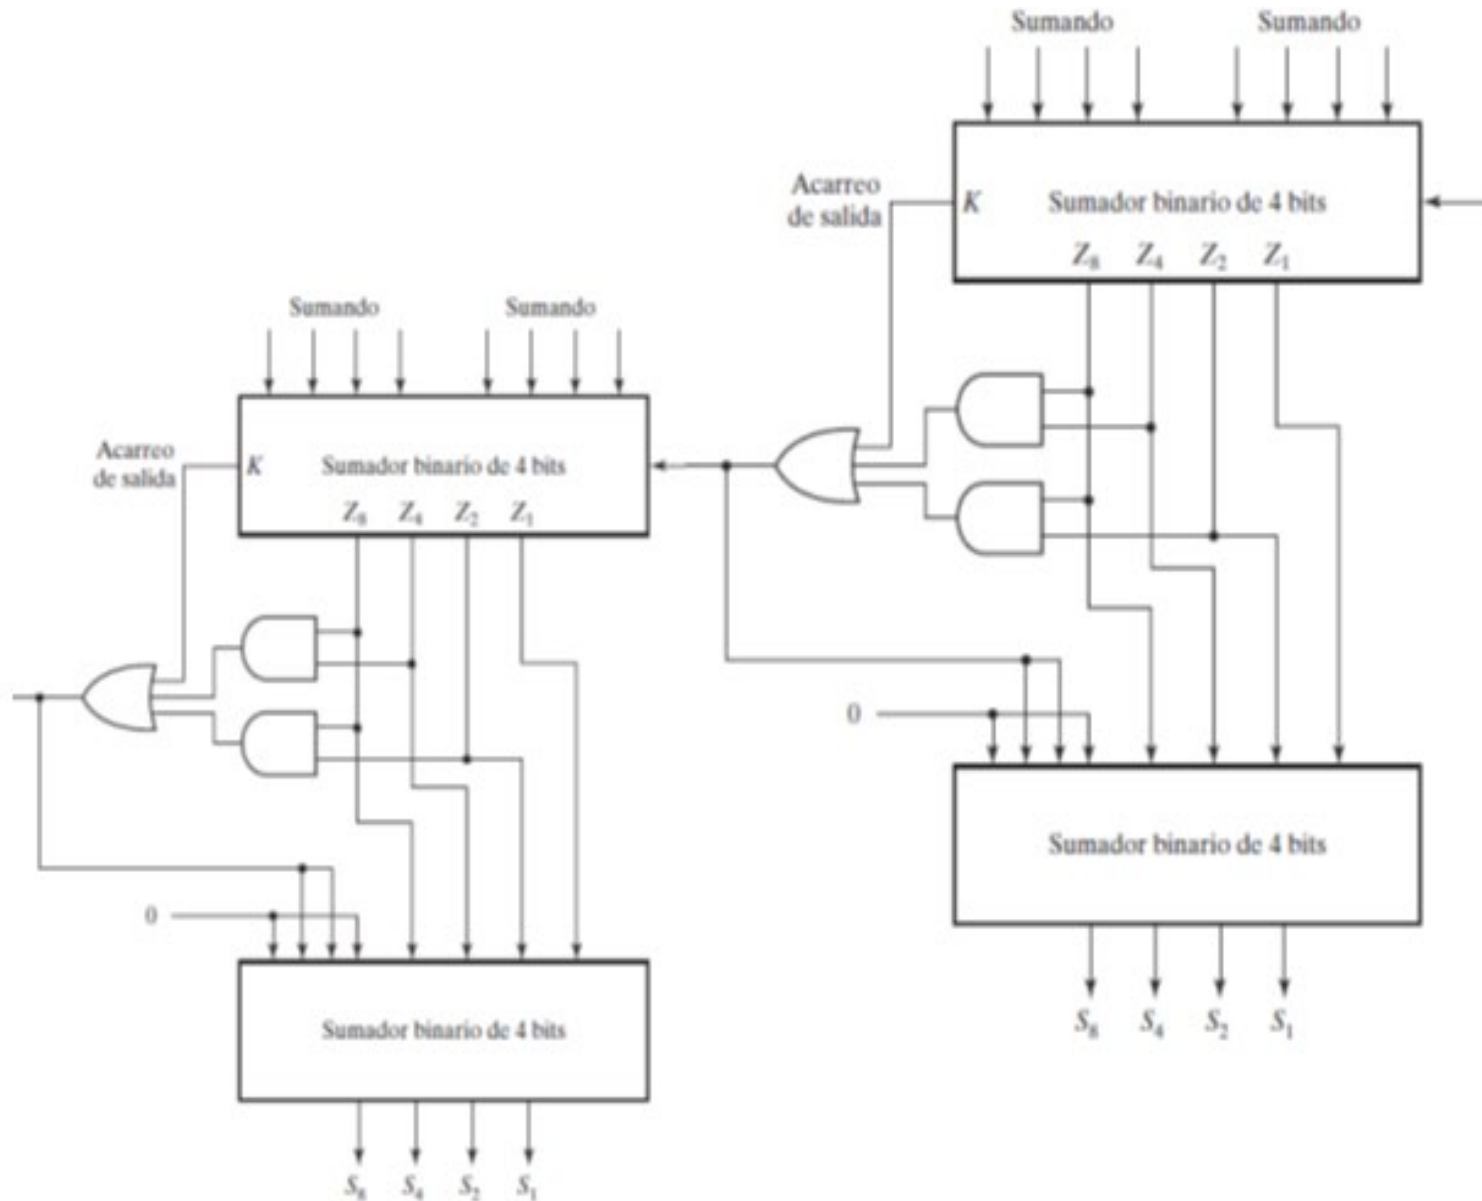 Sumando Sumando
Acarreo
de salida
K Sumador binario de 4 bits
Z₈ Z₄ Z₂ Z₁
Sumando Sumando
Acarreo
de salida
K Sumador binario de 4 bits
Z₈ Z₄ Z₂ Z₁
0
Sumador binario de 4 bits
S₈ S₄ S₂ S₁
0
Sumador binario de 4 bits
S₈ S₄ S₂ S₁